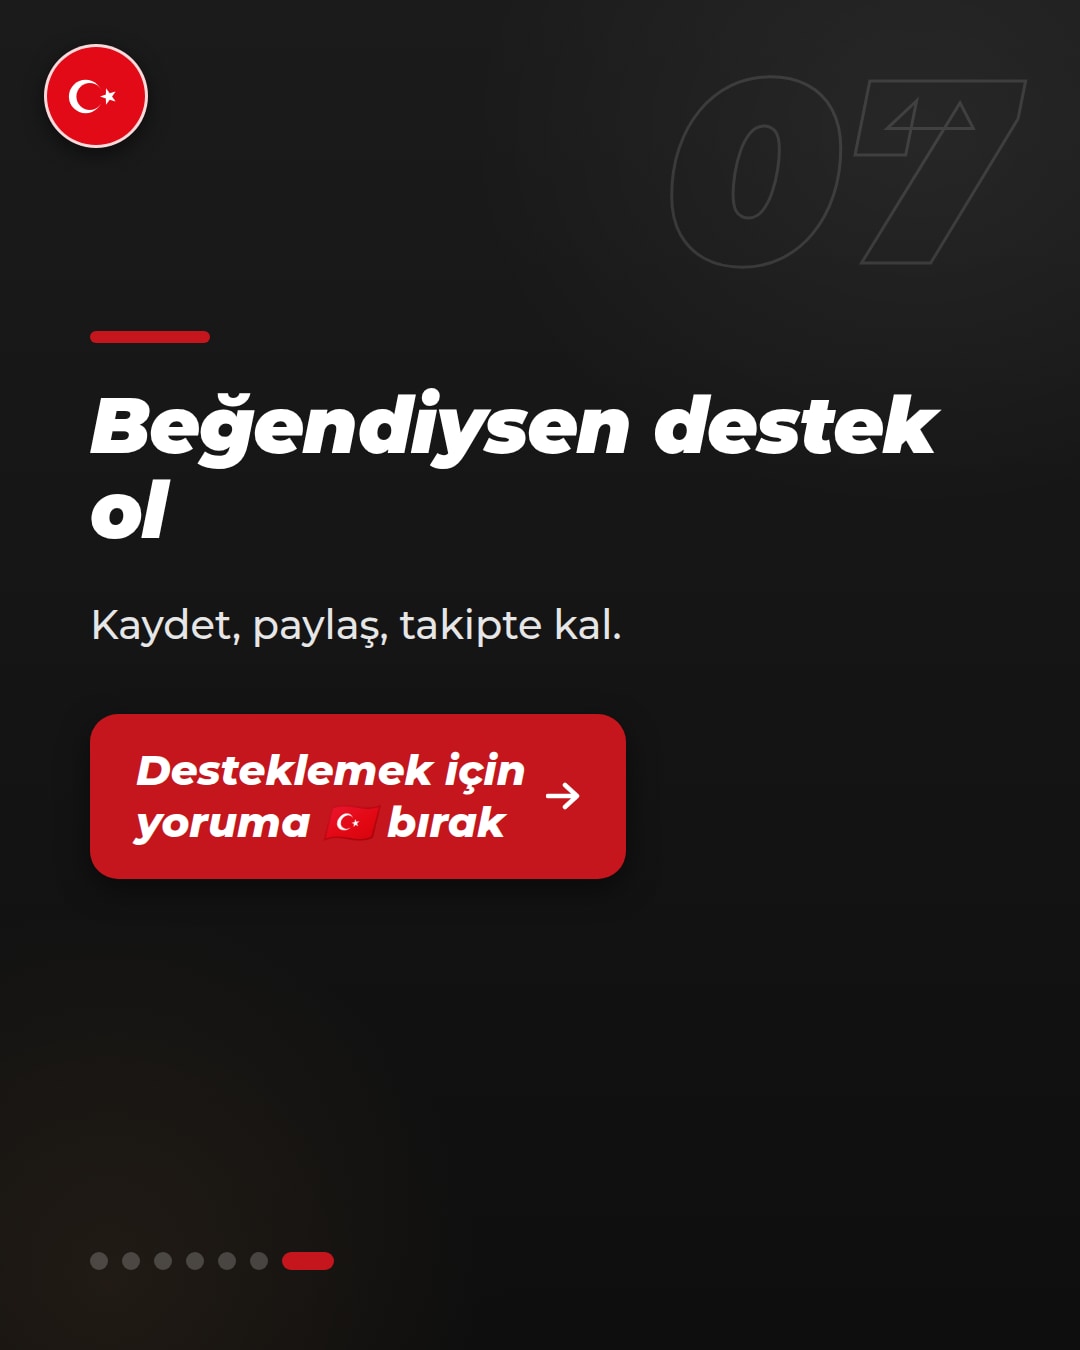 07
Beğendiysen destek
ol
Kaydet, paylaş, takipte kal.
Desteklemek için
yoruma 🇹🇷 bırak